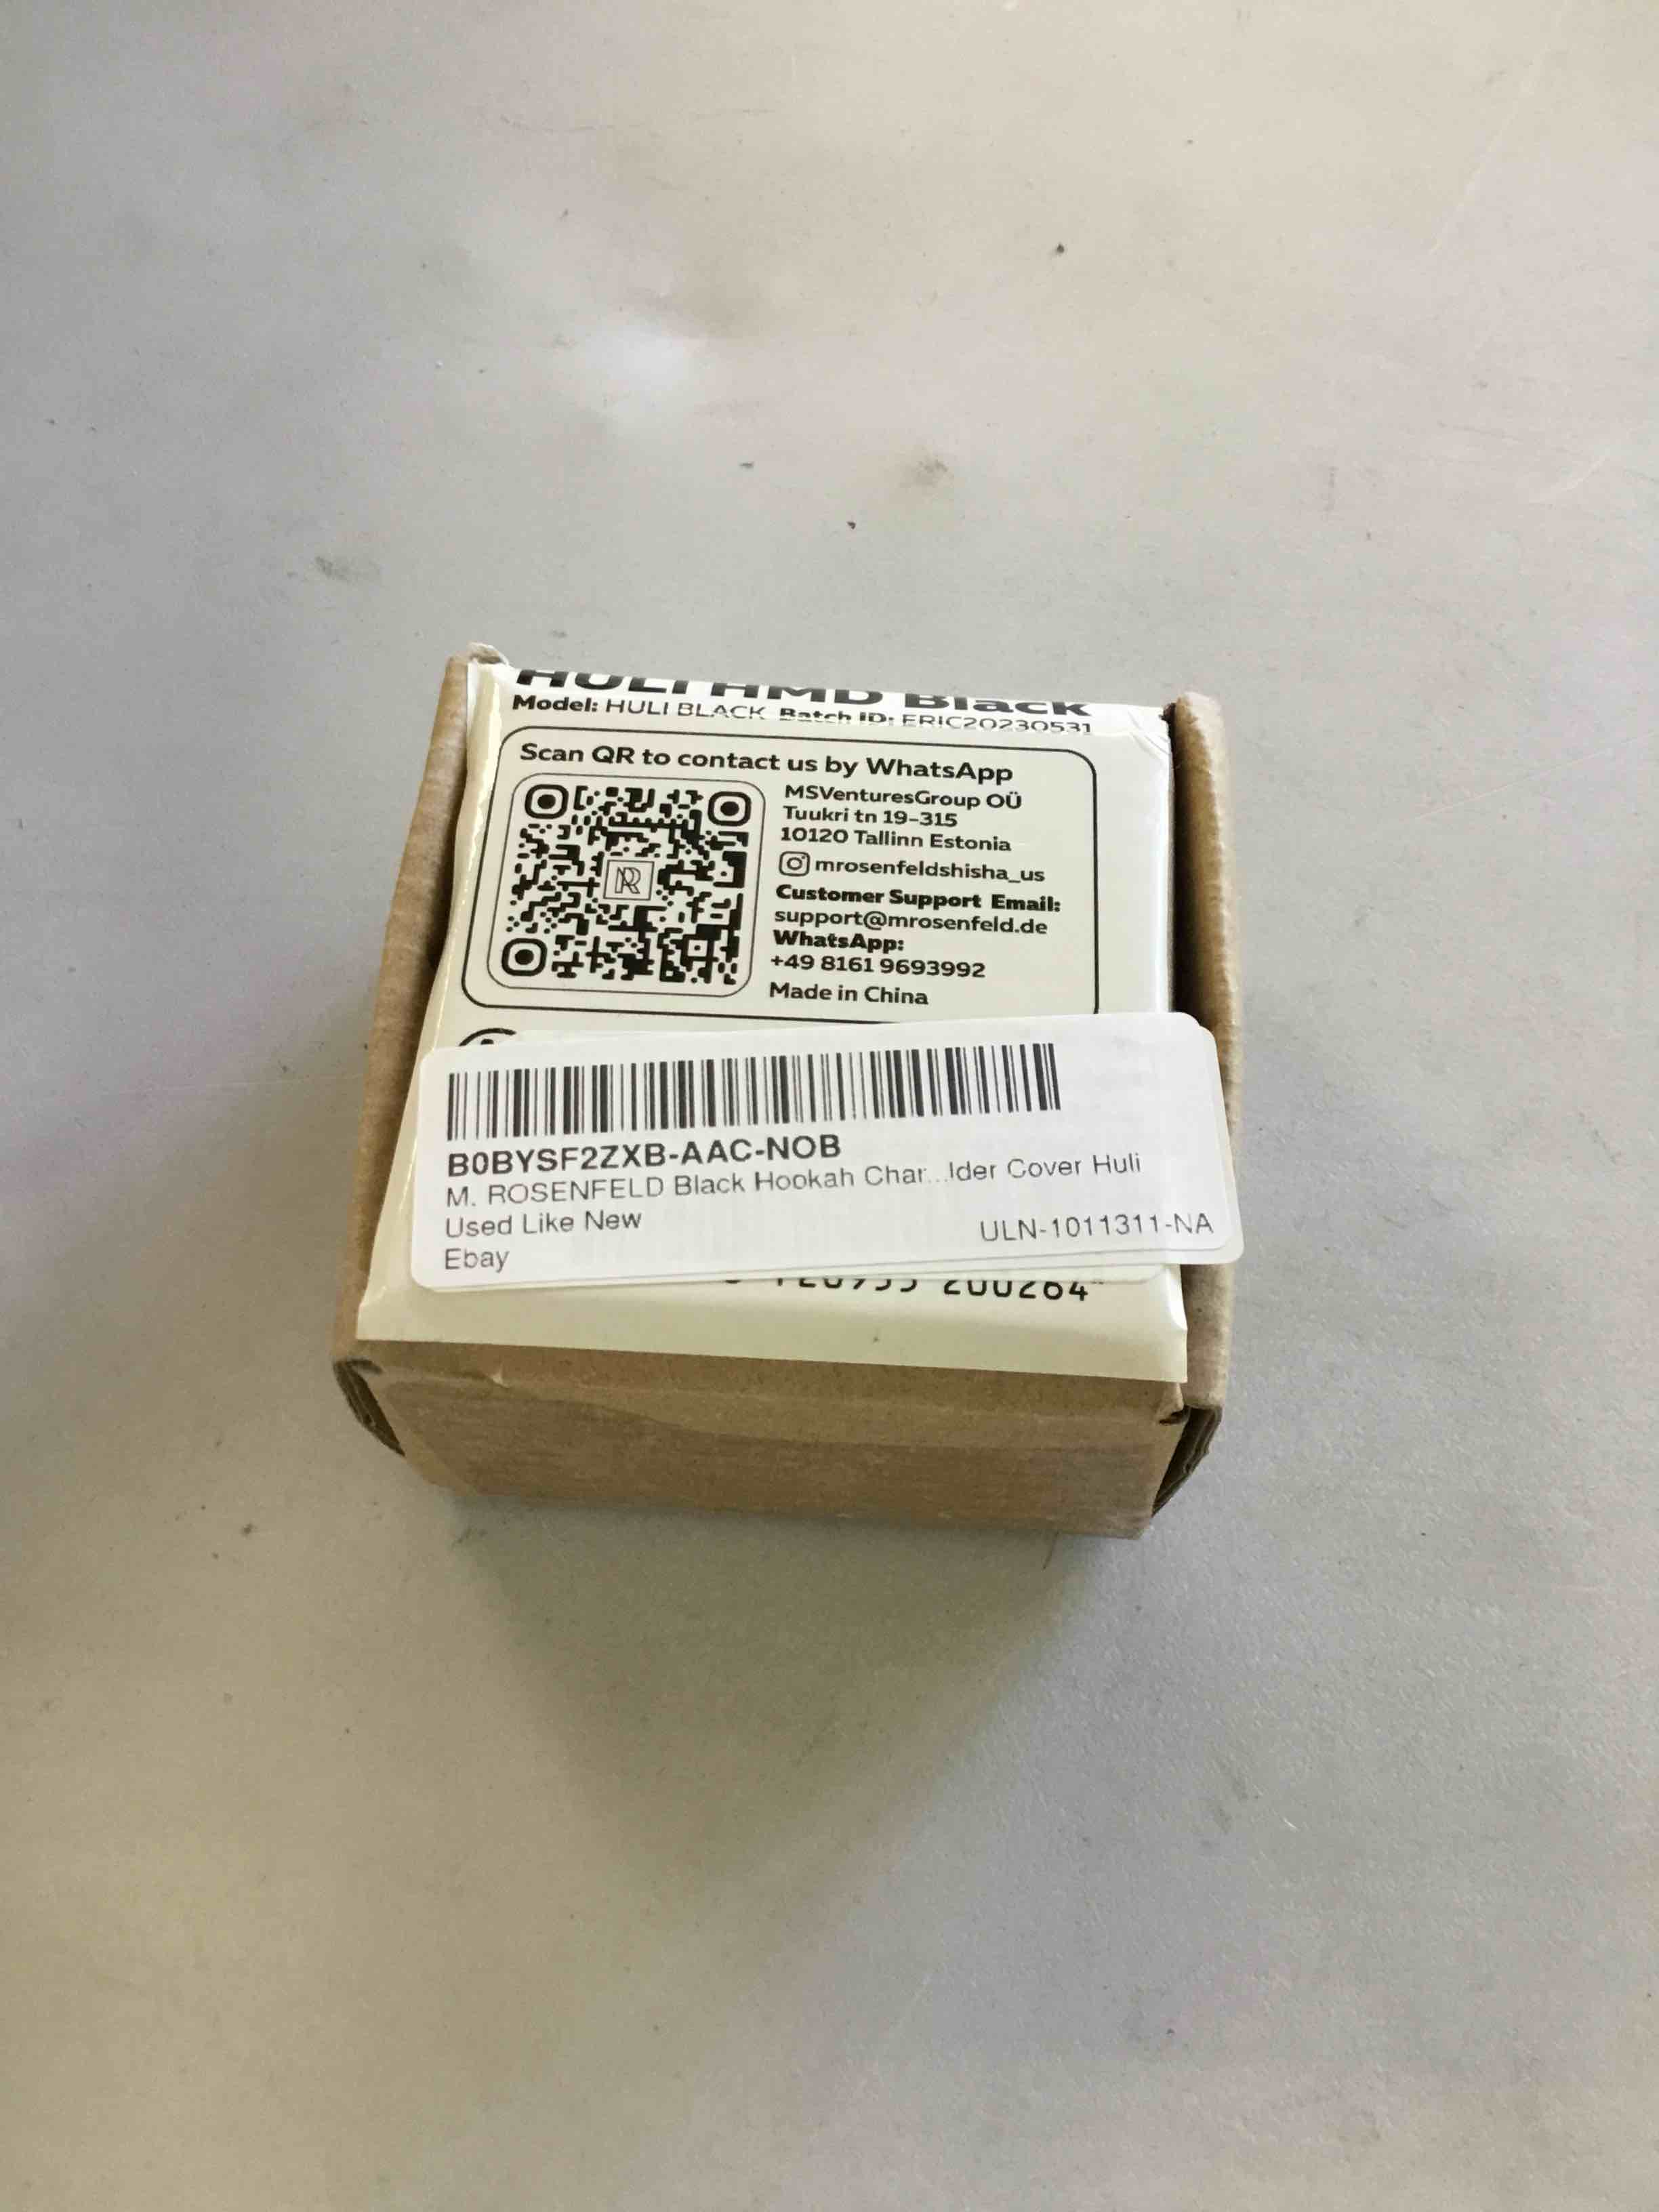 HULI HMD Black
Model: HULI BLACK Batch ID: ERIC20230531
Scan QR to contact us by WhatsApp
MSVenturesGroup OÜ
Tuukri tn 19-315
10120 Tallinn Estonia
mrosenfeldshisha_us
Customer Support Email:
support@mrosenfeld.de
WhatsApp:
+49 8161 9693992
Made in China
B0BYSF2ZXB-AAC-NOB
M. ROSENFELD Black Hookah Char...lder Cover Huli
Used Like New
ULN-1011311-NA
Ebay
200264